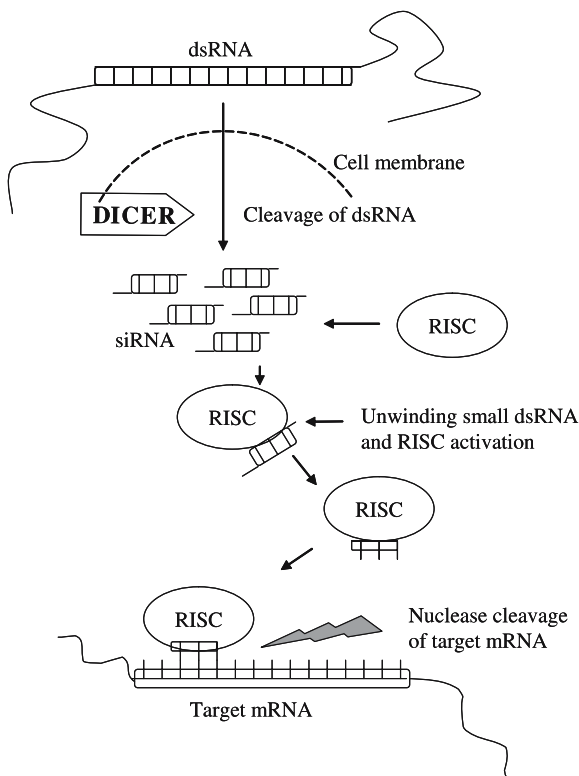 dsRNA
Cell membrane
DICER
Cleavage of dsRNA
siRNA
RISC
RISC
Unwinding small dsRNA
and RISC activation
RISC
RISC
Nuclease cleavage
of target mRNA
Target mRNA